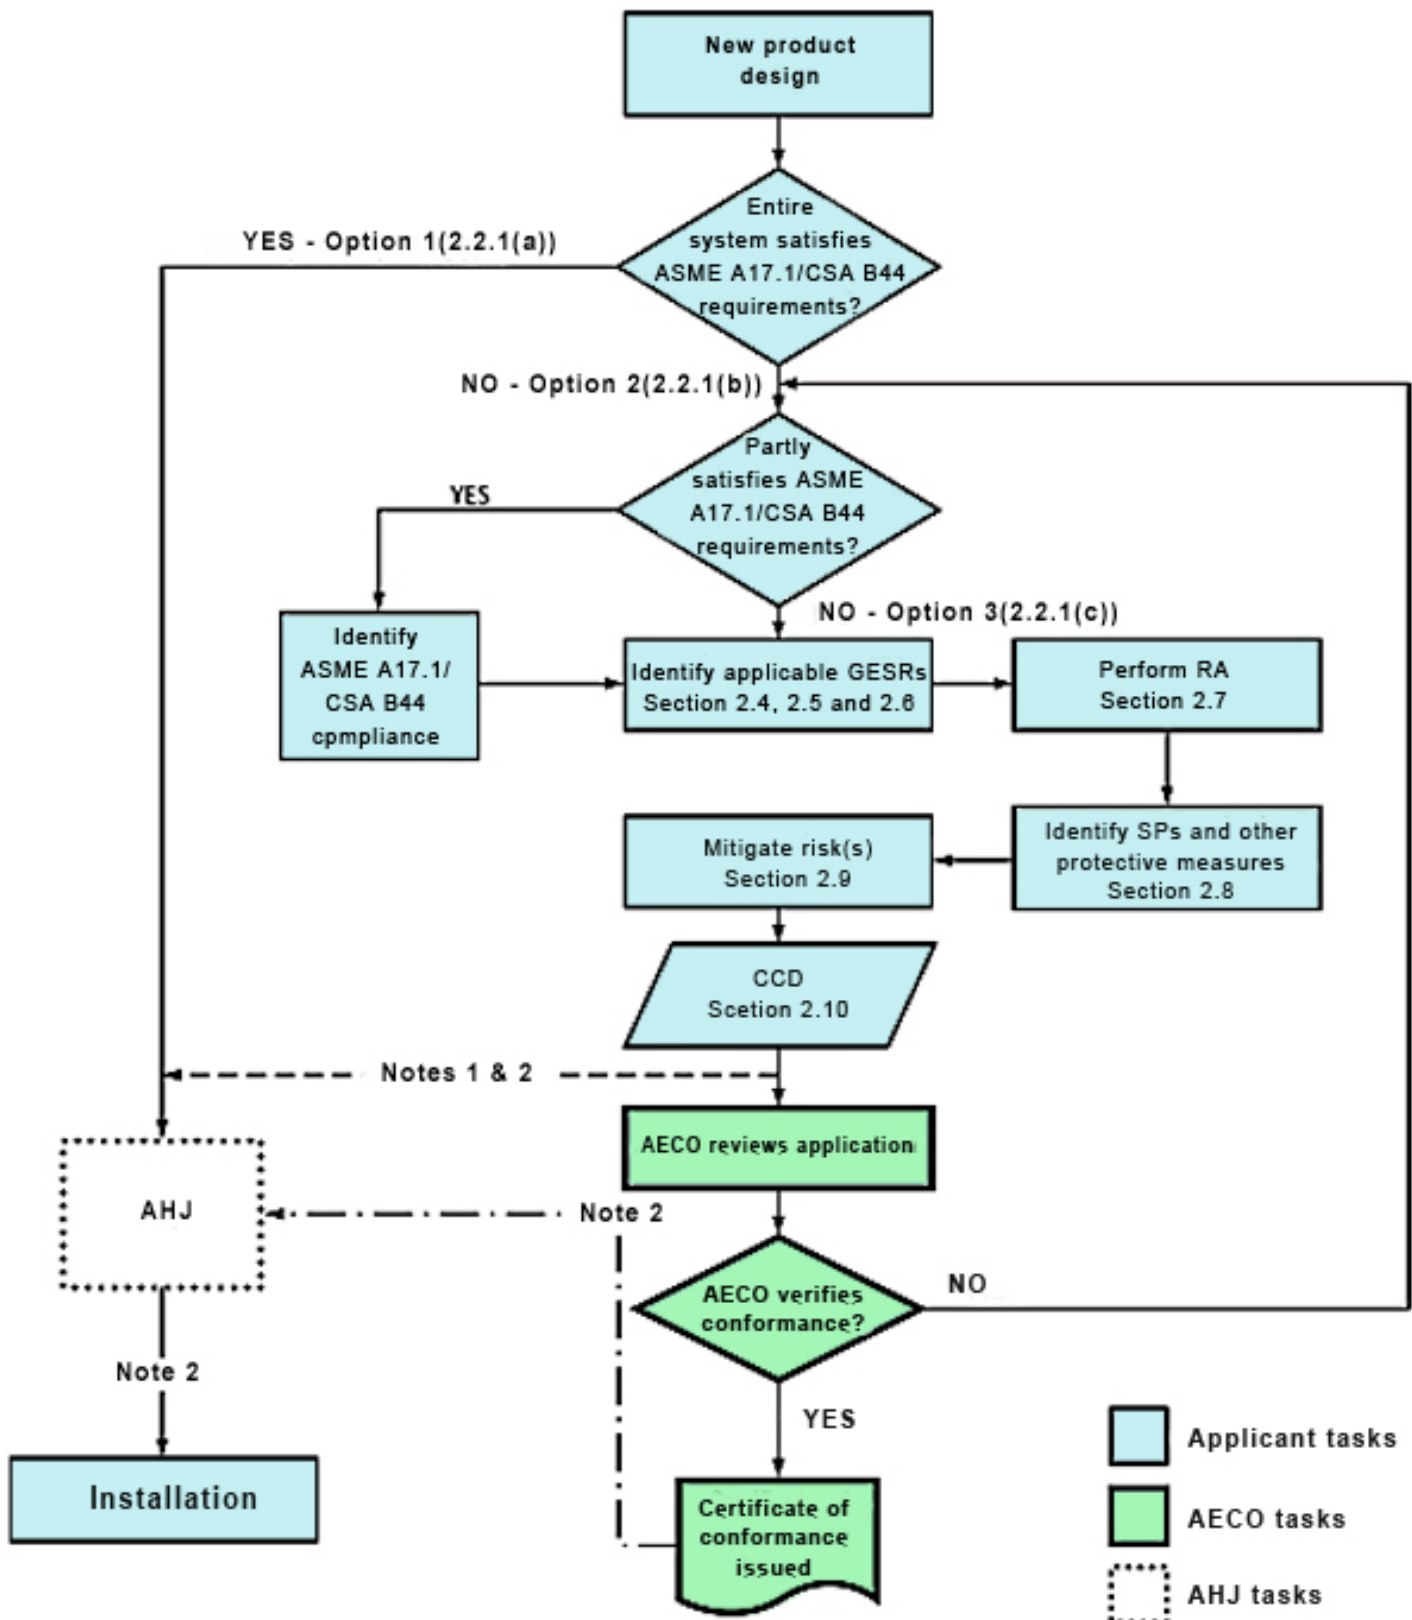 New product
design
Entire
system satisfies
ASME A17.1/CSA B44
requirements?
YES - Option 1(2.2.1(a))
NO - Option 2(2.2.1(b))
Partly
satisfies ASME
A17.1/CSA B44
requirements?
YES
NO - Option 3(2.2.1(c))
Identify
ASME A17.1/
CSA B44
cpmpliance
Identify applicable GESRs
Section 2.4, 2.5 and 2.6
Perform RA
Section 2.7
Identify SPs and other
protective measures
Section 2.8
Mitigate risk(s)
Section 2.9
CCD
Scetion 2.10
Notes 1 & 2
AECO reviews application
AHJ
Note 2
AECO verifies
conformance?
NO
Note 2
YES
Installation
Certificate of
conformance
issued
Applicant tasks
AECO tasks
AHJ tasks